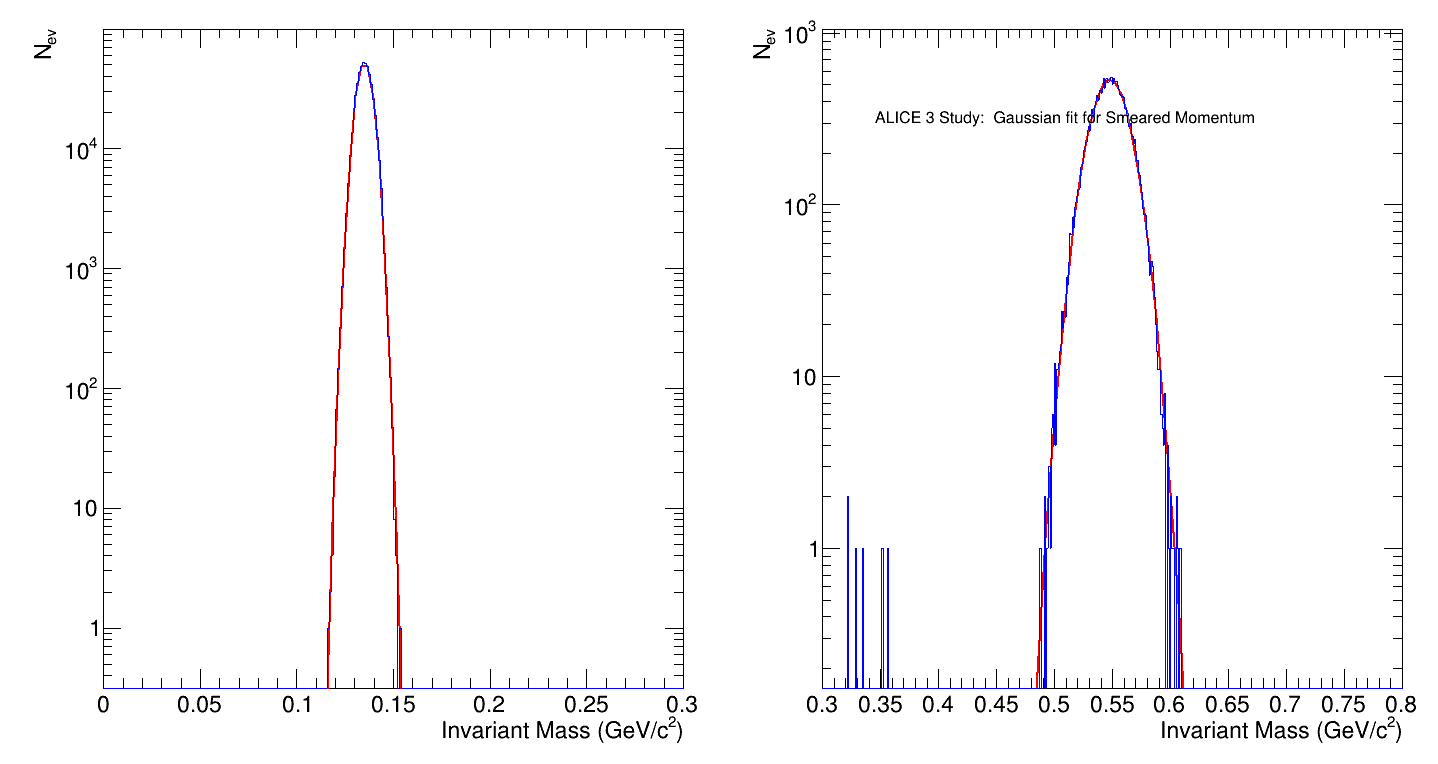 N_ev
10^4
10^3
10^2
10
1
0 0.05 0.1 0.15 0.2 0.25 0.3
Invariant Mass (GeV/c^2)
N_ev
10^3
ALICE 3 Study: Gaussian fit for Smeared Momentum
10^2
10
1
0.3 0.35 0.4 0.45 0.5 0.55 0.6 0.65 0.7 0.75 0.8
Invariant Mass (GeV/c^2)